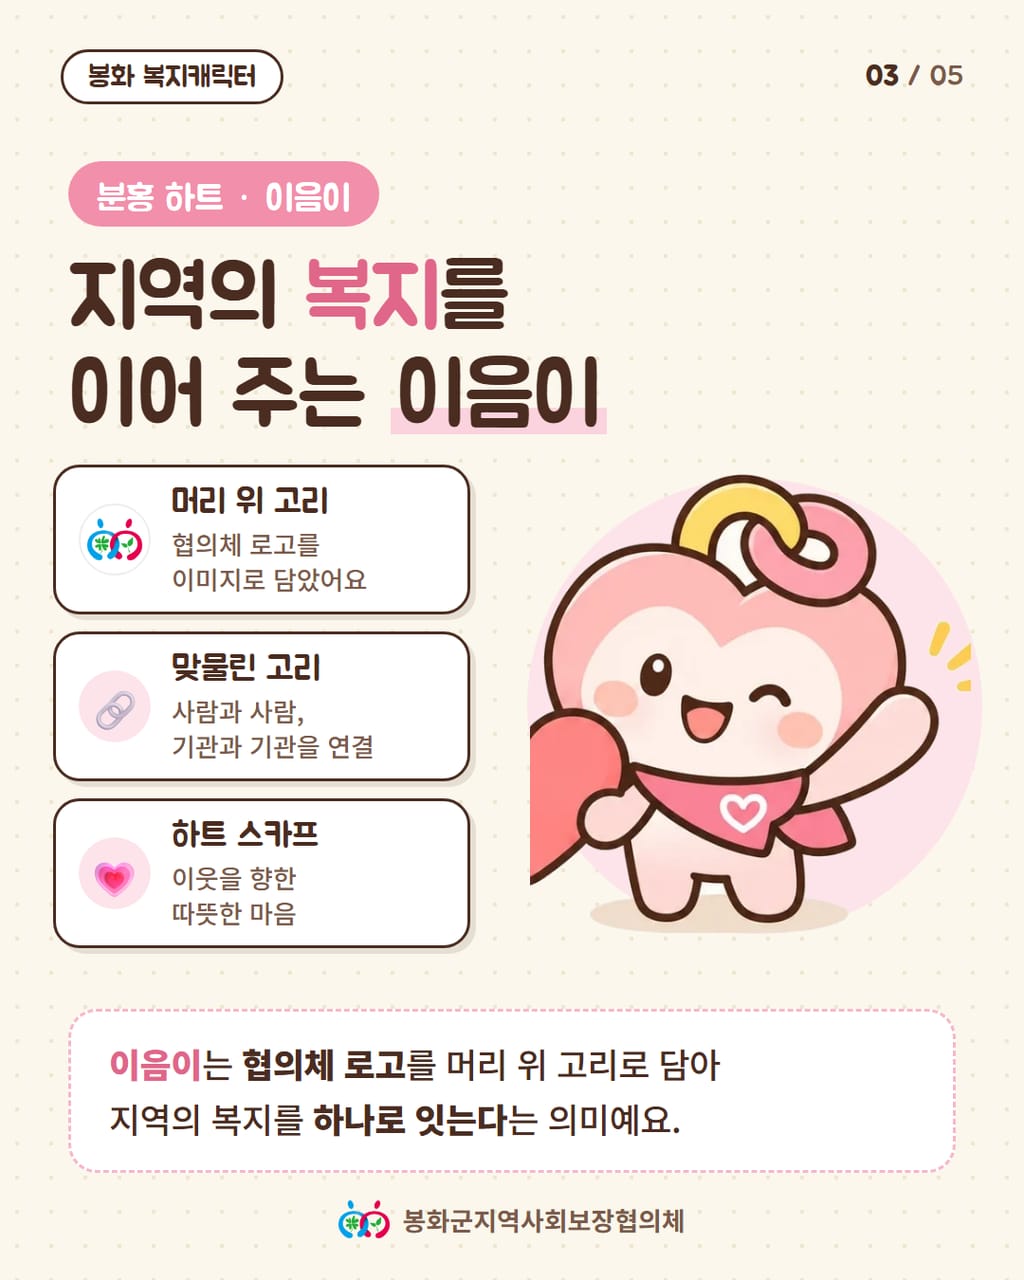 봉화 복지캐릭터
03 / 05
분홍 하트 · 이음이
지역의 복지를
이어 주는 이음이
머리 위 고리
협의체 로고를
이미지로 담았어요
맞물린 고리
사람과 사람,
기관과 기관을 연결
하트 스카프
이웃을 향한
따뜻한 마음
이음이는 협의체 로고를 머리 위 고리로 담아
지역의 복지를 하나로 잇는다는 의미예요.
봉화군지역사회보장협의체